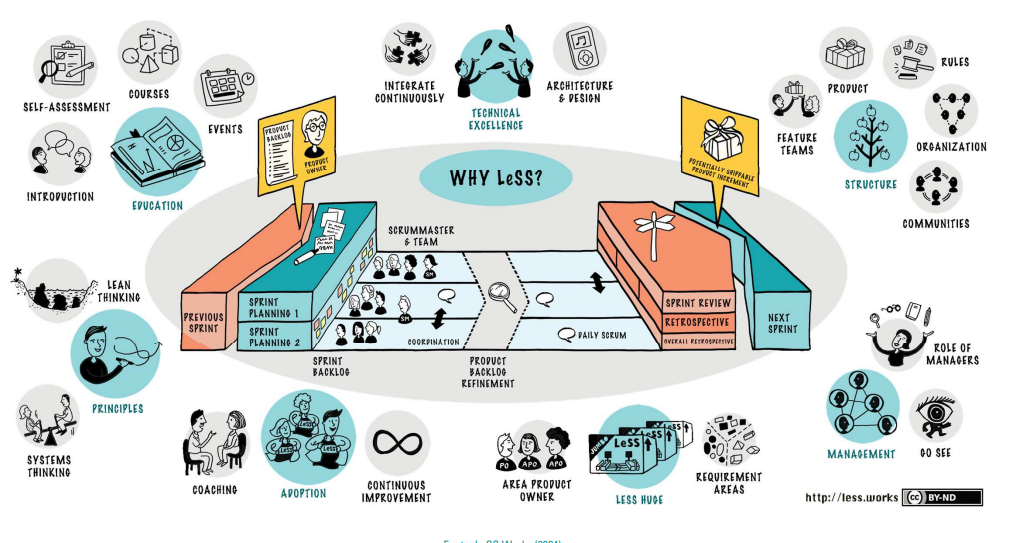 SELF-ASSESSMENT
COURSES
EVENTS
INTRODUCTION
EDUCATION
INTEGRATE
CONTINUOUSLY
TECHNICAL
EXCELLENCE
ARCHITECTURE
& DESIGN
PRODUCT
RULES
FEATURE
TEAMS
STRUCTURE
ORGANIZATION
COMMUNITIES
PRODUCT
BACKLOG
PRODUCT
OWNER
WHY LeSS?
POTENTIALLY SHIPPABLE
PRODUCT INCREMENT
SCRUMMASTER
& TEAM
LEAN
THINKING
PRINCIPLES
SYSTEMS
THINKING
PREVIOUS
SPRINT
SPRINT
PLANNING 1
SPRINT
PLANNING 2
SM
SM
COORDINATION
DAILY SCRUM
SPRINT REVIEW
RETROSPECTIVE
OVERALL RETROSPECTIVE
NEXT
SPRINT
SPRINT
BACKLOG
PRODUCT
BACKLOG
REFINEMENT
ROLE OF
MANAGERS
MANAGEMENT
GO SEE
COACHING
LeSS
LeSS
LeSS
ADOPTION
CONTINUOUS
IMPROVEMENT
PO
APO
APO
AREA PRODUCT
OWNER
JUNIOR
LeSS
LESS HUGE
REQUIREMENT
AREAS
http://less.works
cc BY-ND